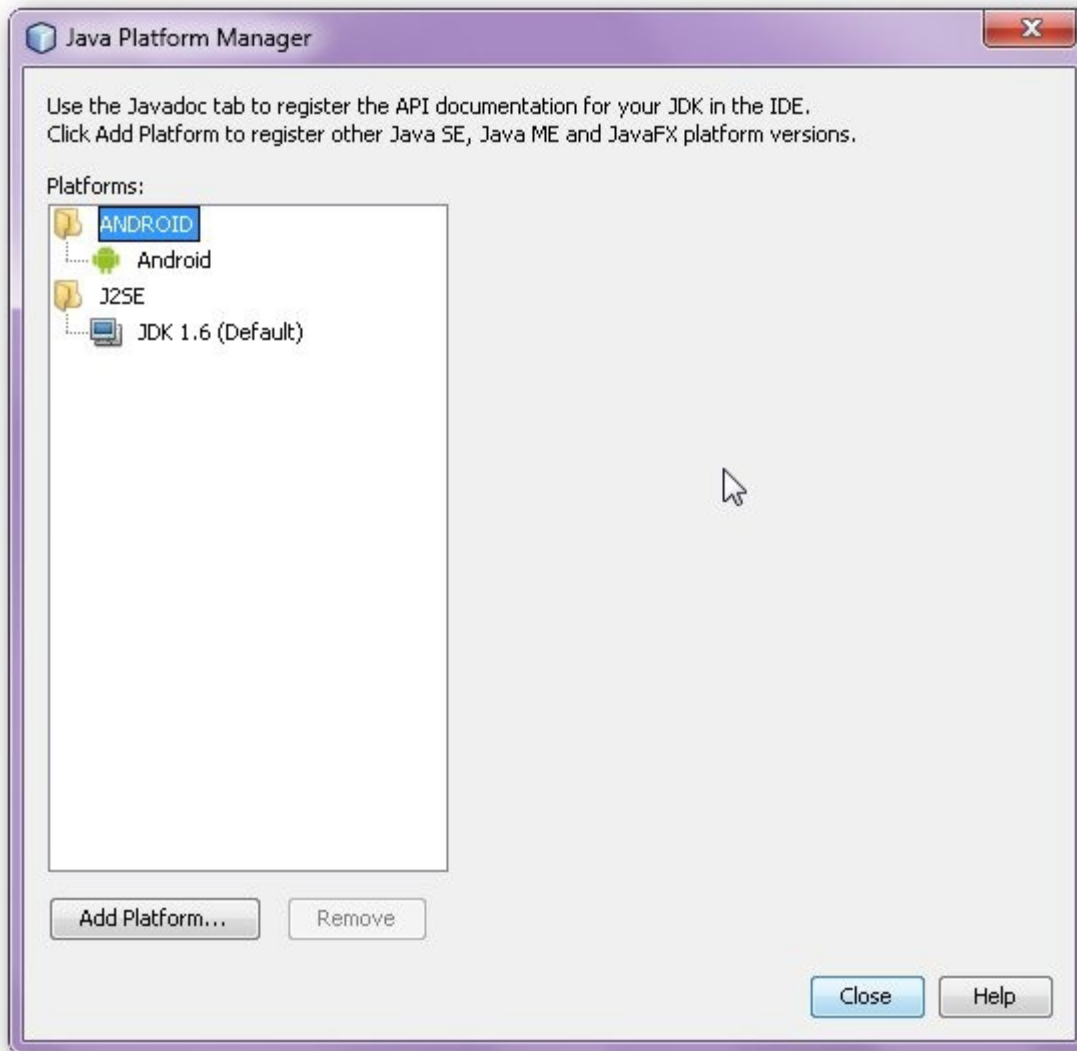 Java Platform Manager
Use the Javadoc tab to register the API documentation for your JDK in the IDE.
Click Add Platform to register other Java SE, Java ME and JavaFX platform versions.
Platforms:
ANDROID
Android
J2SE
JDK 1.6 (Default)
Add Platform...
Remove
Close
Help